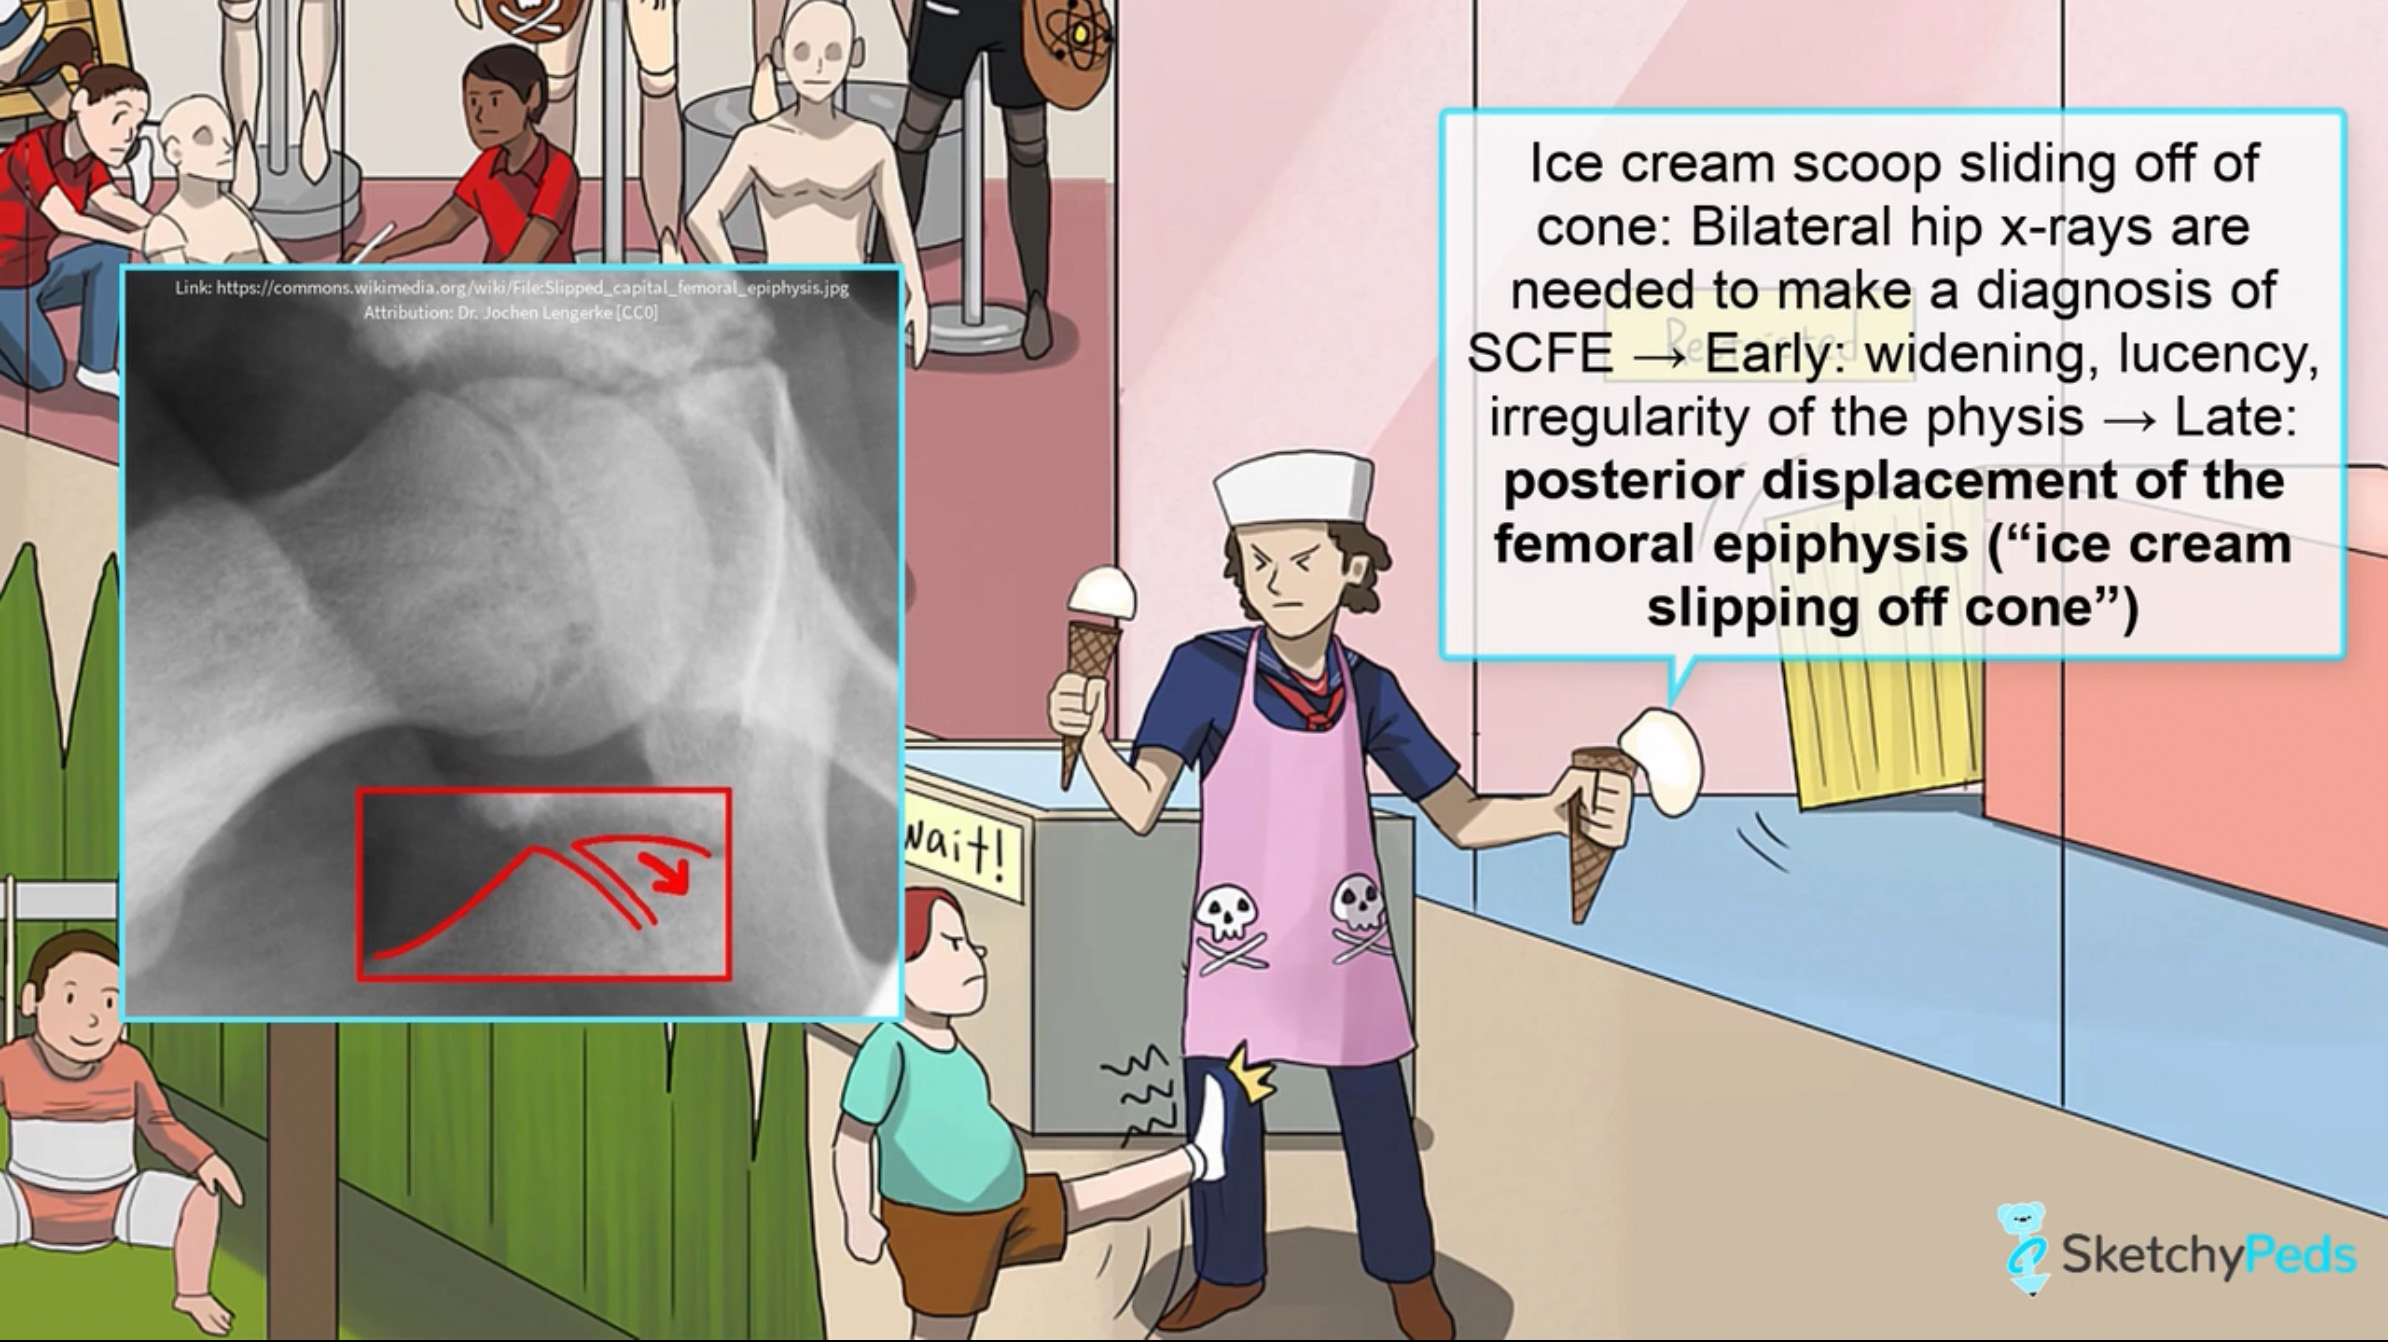 Link: https://commons.wikimedia.org/wiki/File:Slipped_capital_femoral_epiphysis.jpg
Attribution: Dr. Jochen Lengerke [CC0]
Ice cream scoop sliding off of
cone: Bilateral hip x-rays are
needed to make a diagnosis of
SCFE → Early: widening, lucency,
irregularity of the physis → Late:
posterior displacement of the
femoral epiphysis (“ice cream
slipping off cone”)
Wait!
SketchyPeds